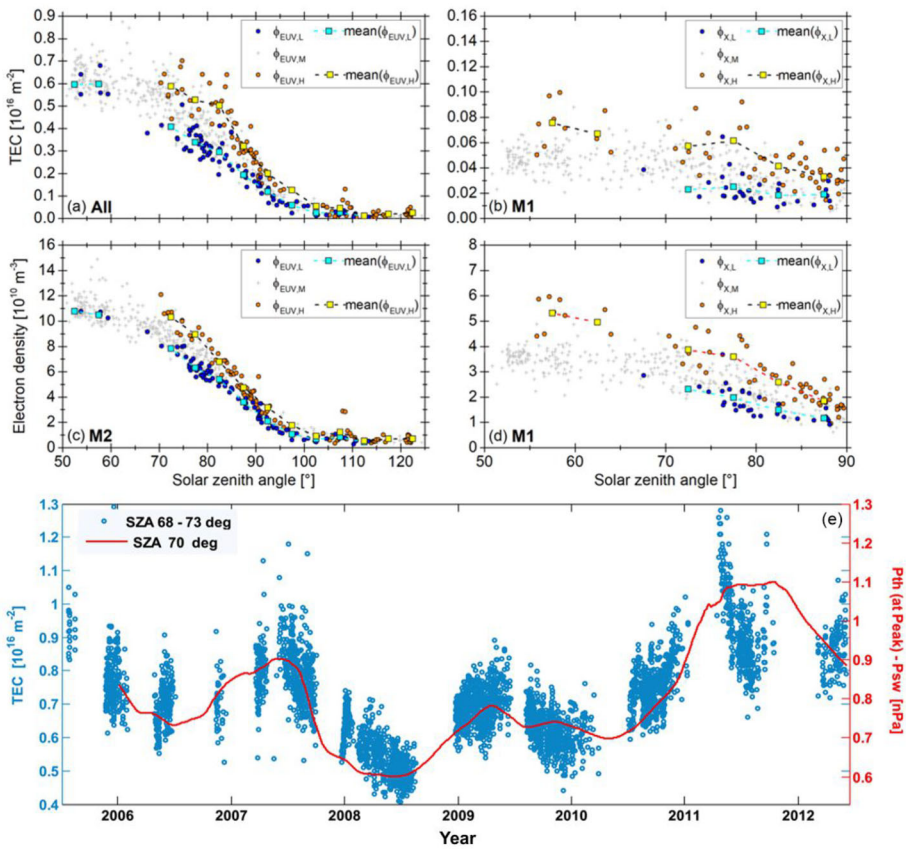 TEC [10^16 m^-2]
0.9
0.8
0.7
0.6
0.5
0.4
0.3
0.2
0.1
0.0
ϕEUV,L mean(ϕEUV,L)
ϕEUV,M
ϕEUV,H mean(ϕEUV,H)
(a) All
0.16
0.14
0.12
0.10
0.08
0.06
0.04
0.02
0.00
ϕX,L mean(ϕX,L)
ϕX,M
ϕX,H mean(ϕX,H)
(b) M1
Electron density [10^10 m^-3]
16
14
12
10
8
6
4
2
0
ϕEUV,L mean(ϕEUV,L)
ϕEUV,M
ϕEUV,H mean(ϕEUV,H)
(c) M2
50 60 70 80 90 100 110 120
Solar zenith angle [°]
8
7
6
5
4
3
2
1
0
ϕX,L mean(ϕX,L)
ϕX,M
ϕX,H mean(ϕX,H)
(d) M1
50 60 70 80 90
Solar zenith angle [°]
TEC [10^16 m^-2]
1.3
1.2
1.1
1
0.9
0.8
0.7
0.6
0.5
0.4
SZA 68 - 73 deg
SZA 70 deg
(e)
1.3
1.2
1.1
1
0.9
0.8
0.7
0.6
Pth (at Peak) - Psw [nPa]
2006 2007 2008 2009 2010 2011 2012
Year